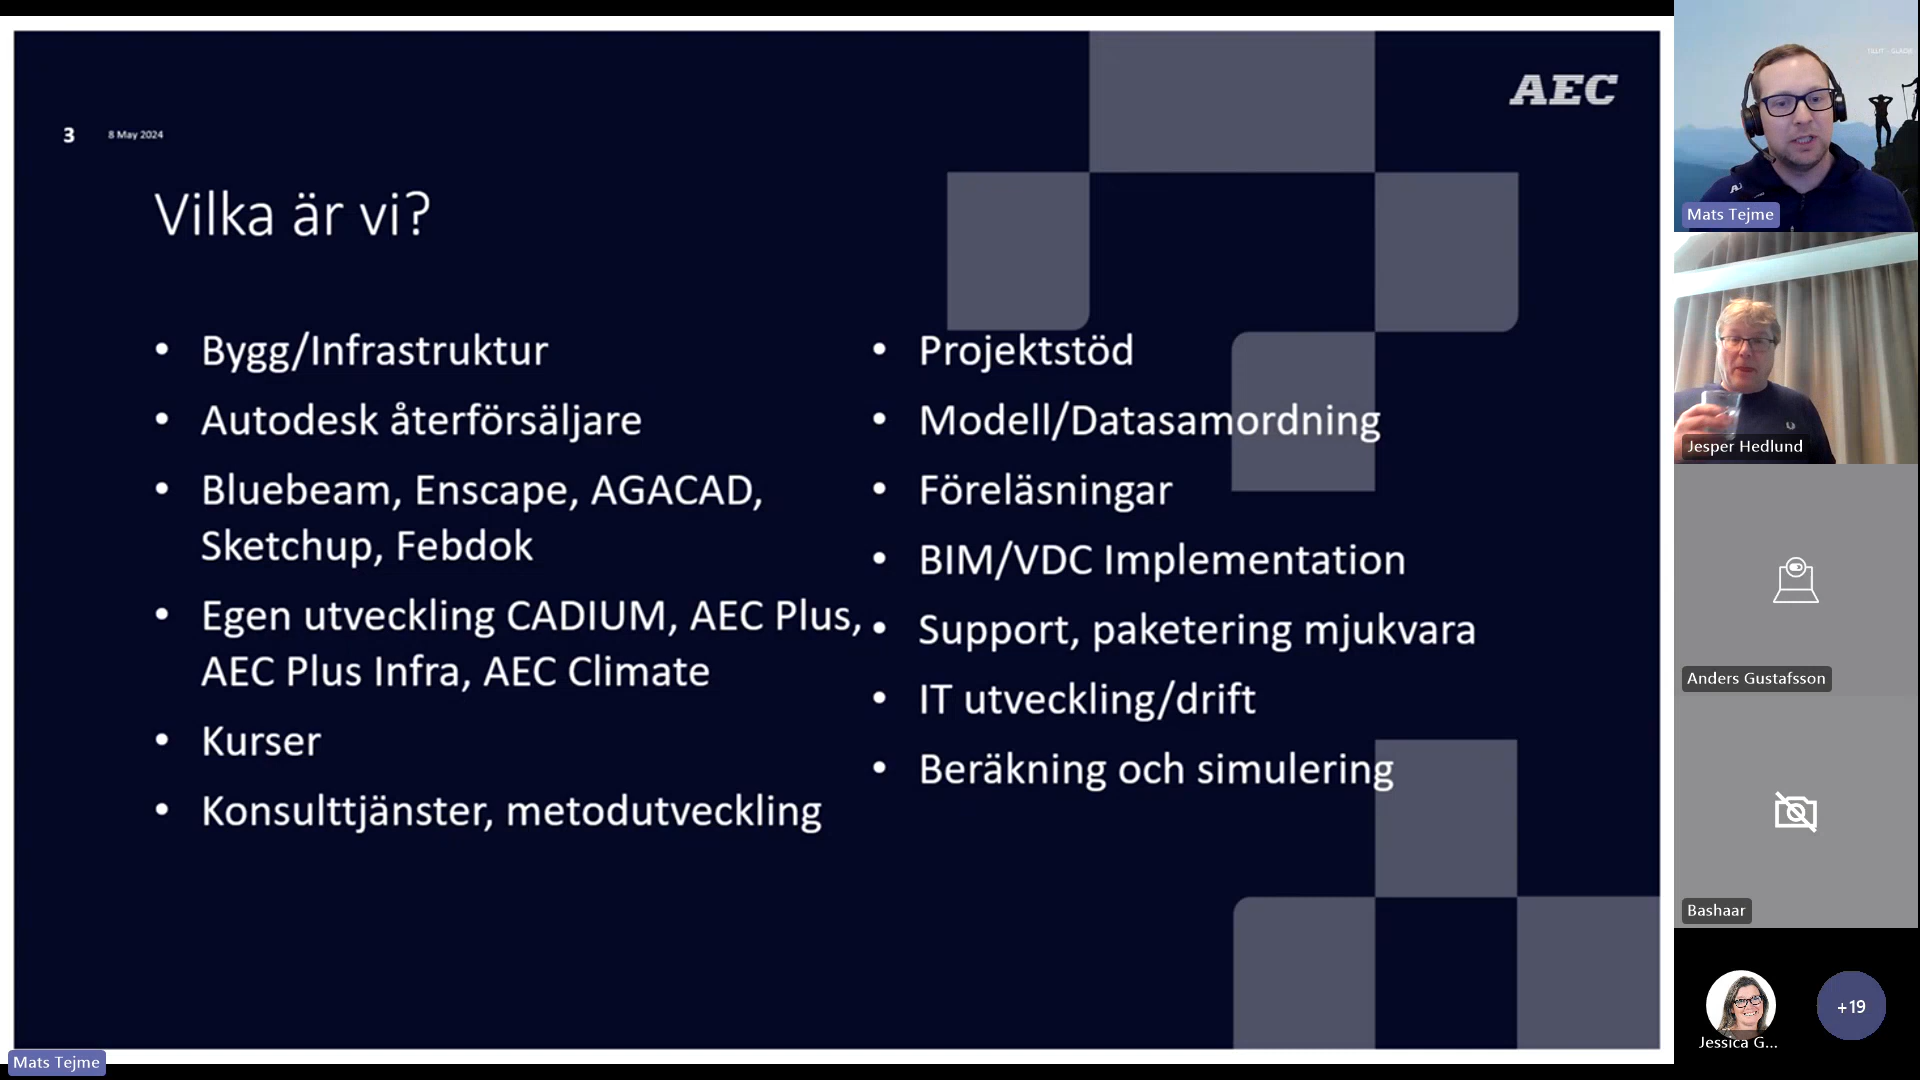 AEC
3 8 May 2024
Vilka är vi?
• Bygg/Infrastruktur
• Autodesk återförsäljare
• Bluebeam, Enscape, AGACAD,
Sketchup, Febdok
• Egen utveckling CADIUM, AEC Plus,
AEC Plus Infra, AEC Climate
• Kurser
• Konsulttjänster, metodutveckling
• Projektstöd
• Modell/Datasamordning
• Föreläsningar
• BIM/VDC Implementation
• Support, paketering mjukvara
• IT utveckling/drift
• Beräkning och simulering
Mats Tejme
Mats Tejme
Jesper Hedlund
Anders Gustafsson
Bashaar
Jessica G...
+19